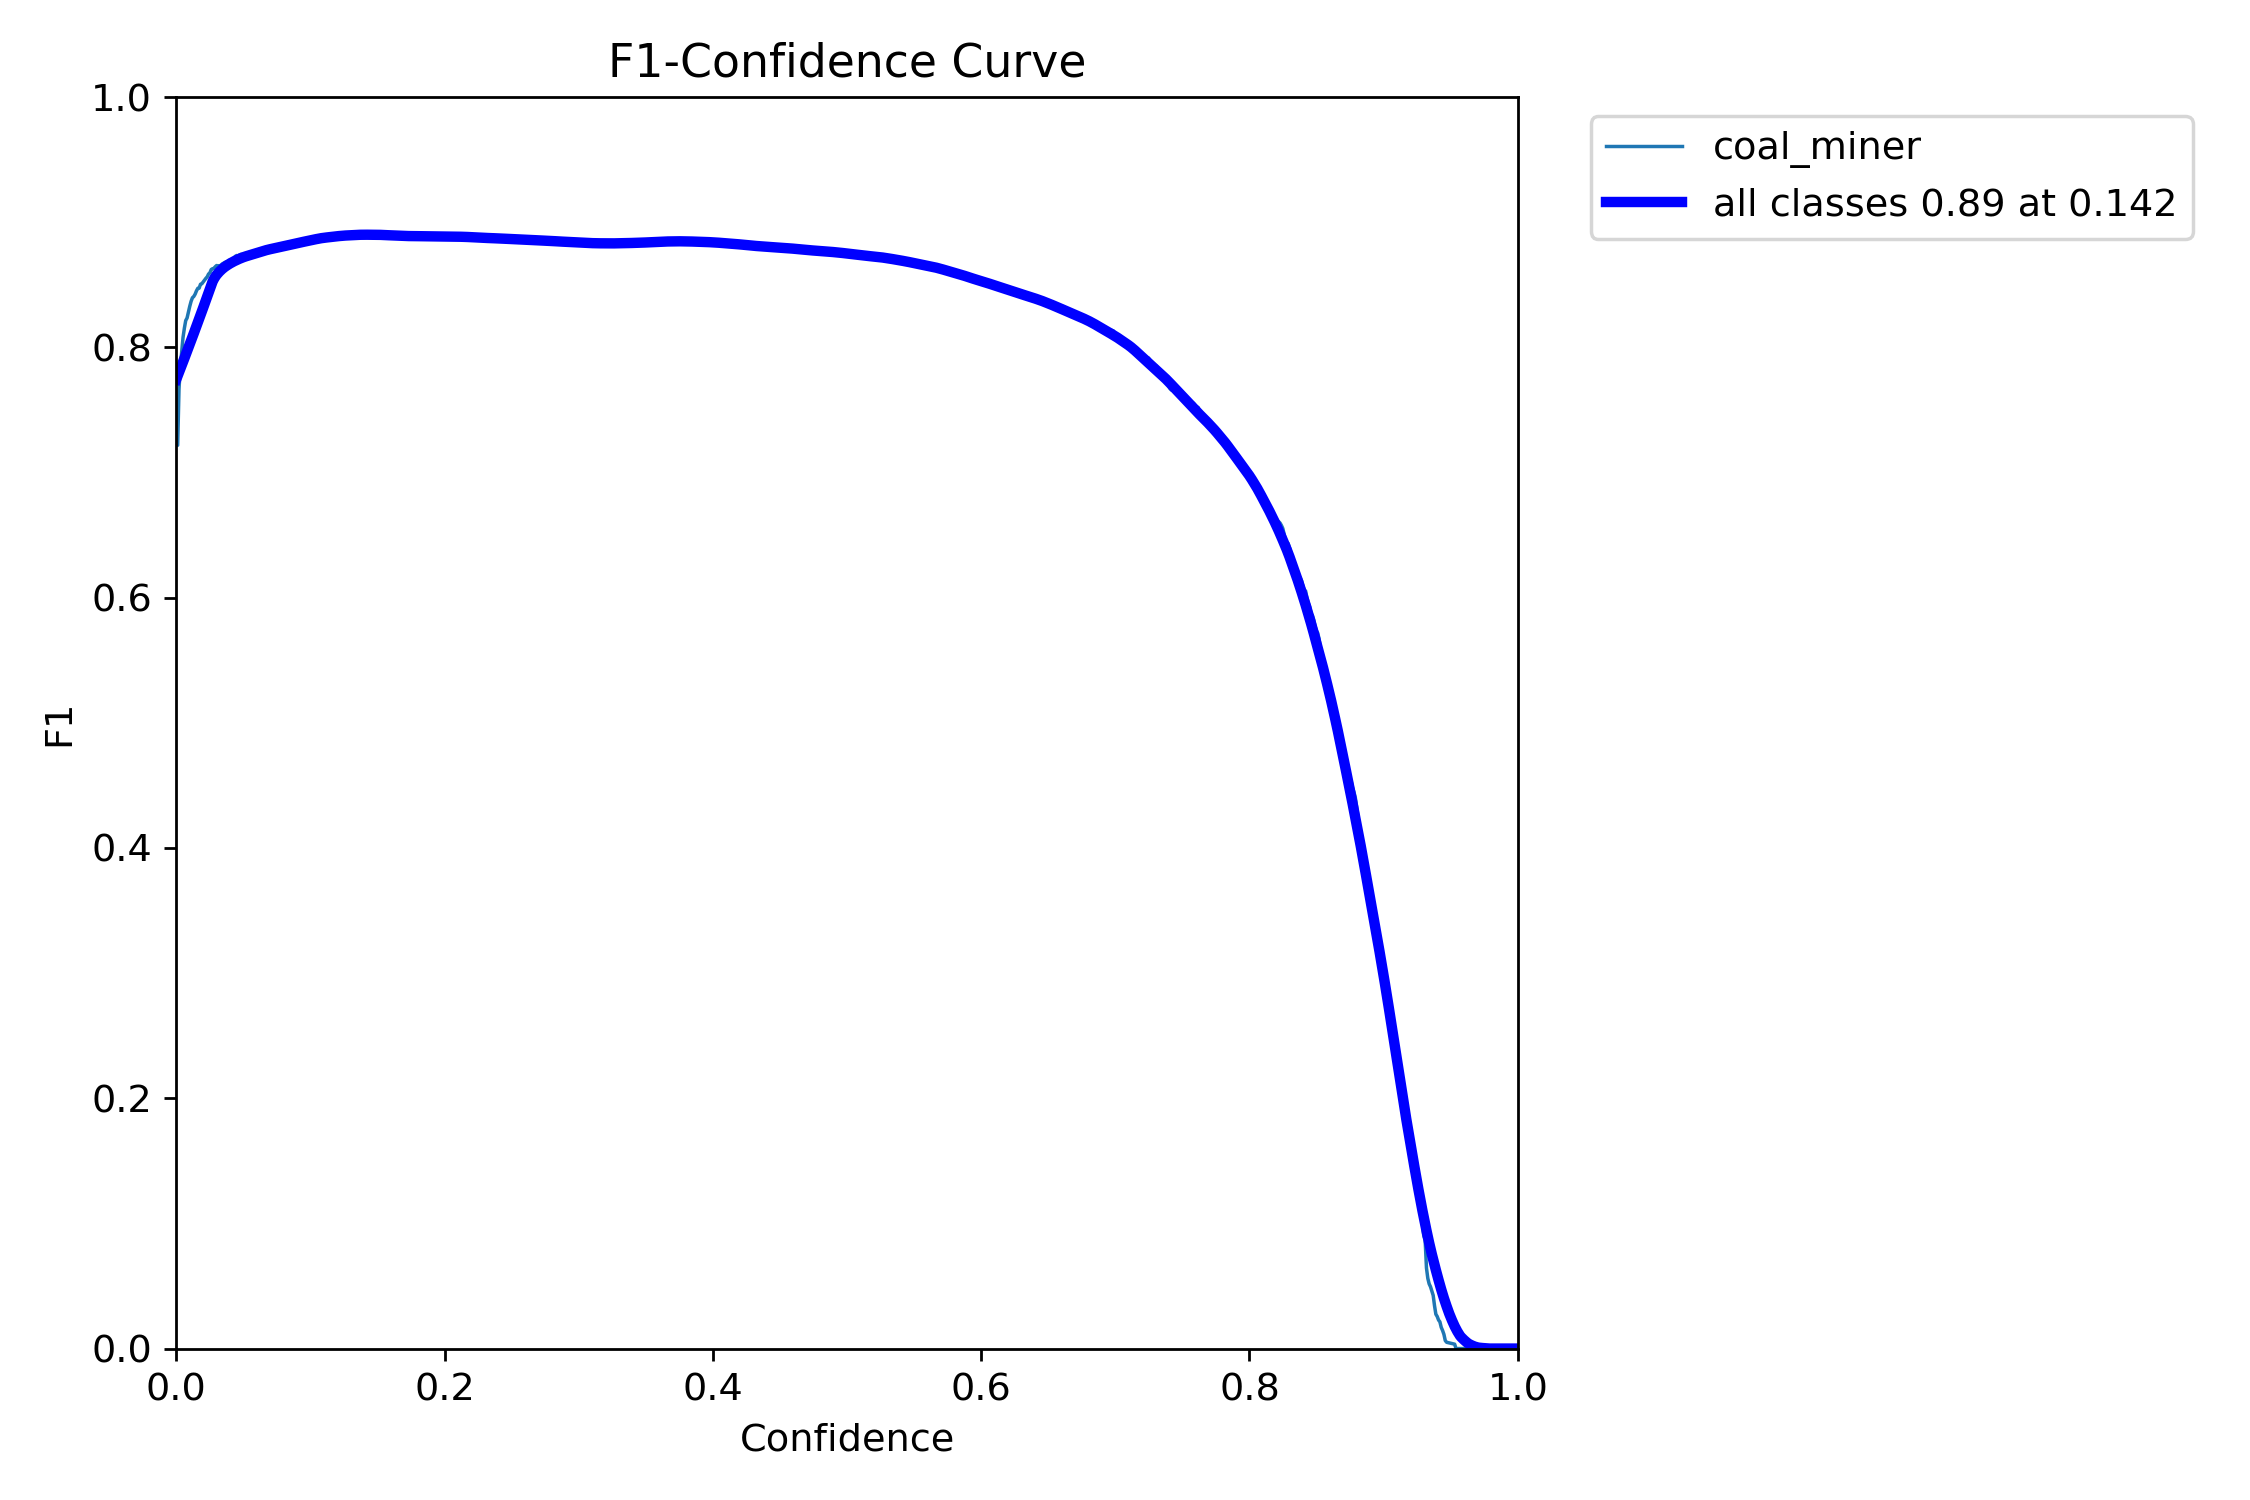 F1-Confidence Curve
1.0
0.8
0.6
0.4
0.2
0.0
F1
0.0 0.2 0.4 0.6 0.8 1.0
Confidence
coal_miner
all classes 0.89 at 0.142